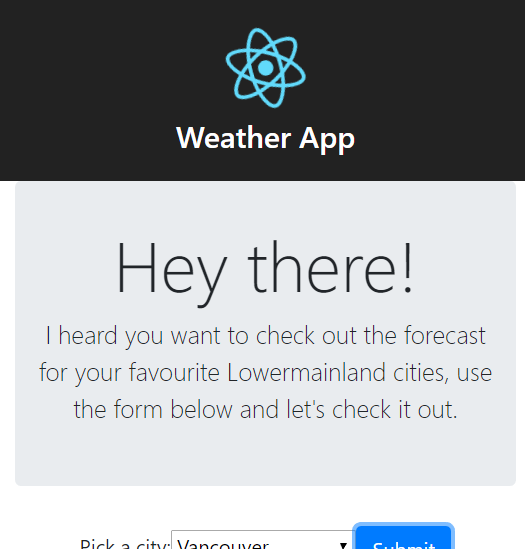 Weather App
Hey there!
I heard you want to check out the forecast
for your favourite Lowermainland cities, use
the form below and let's check it out.
Pick a city: Vancouver Submit